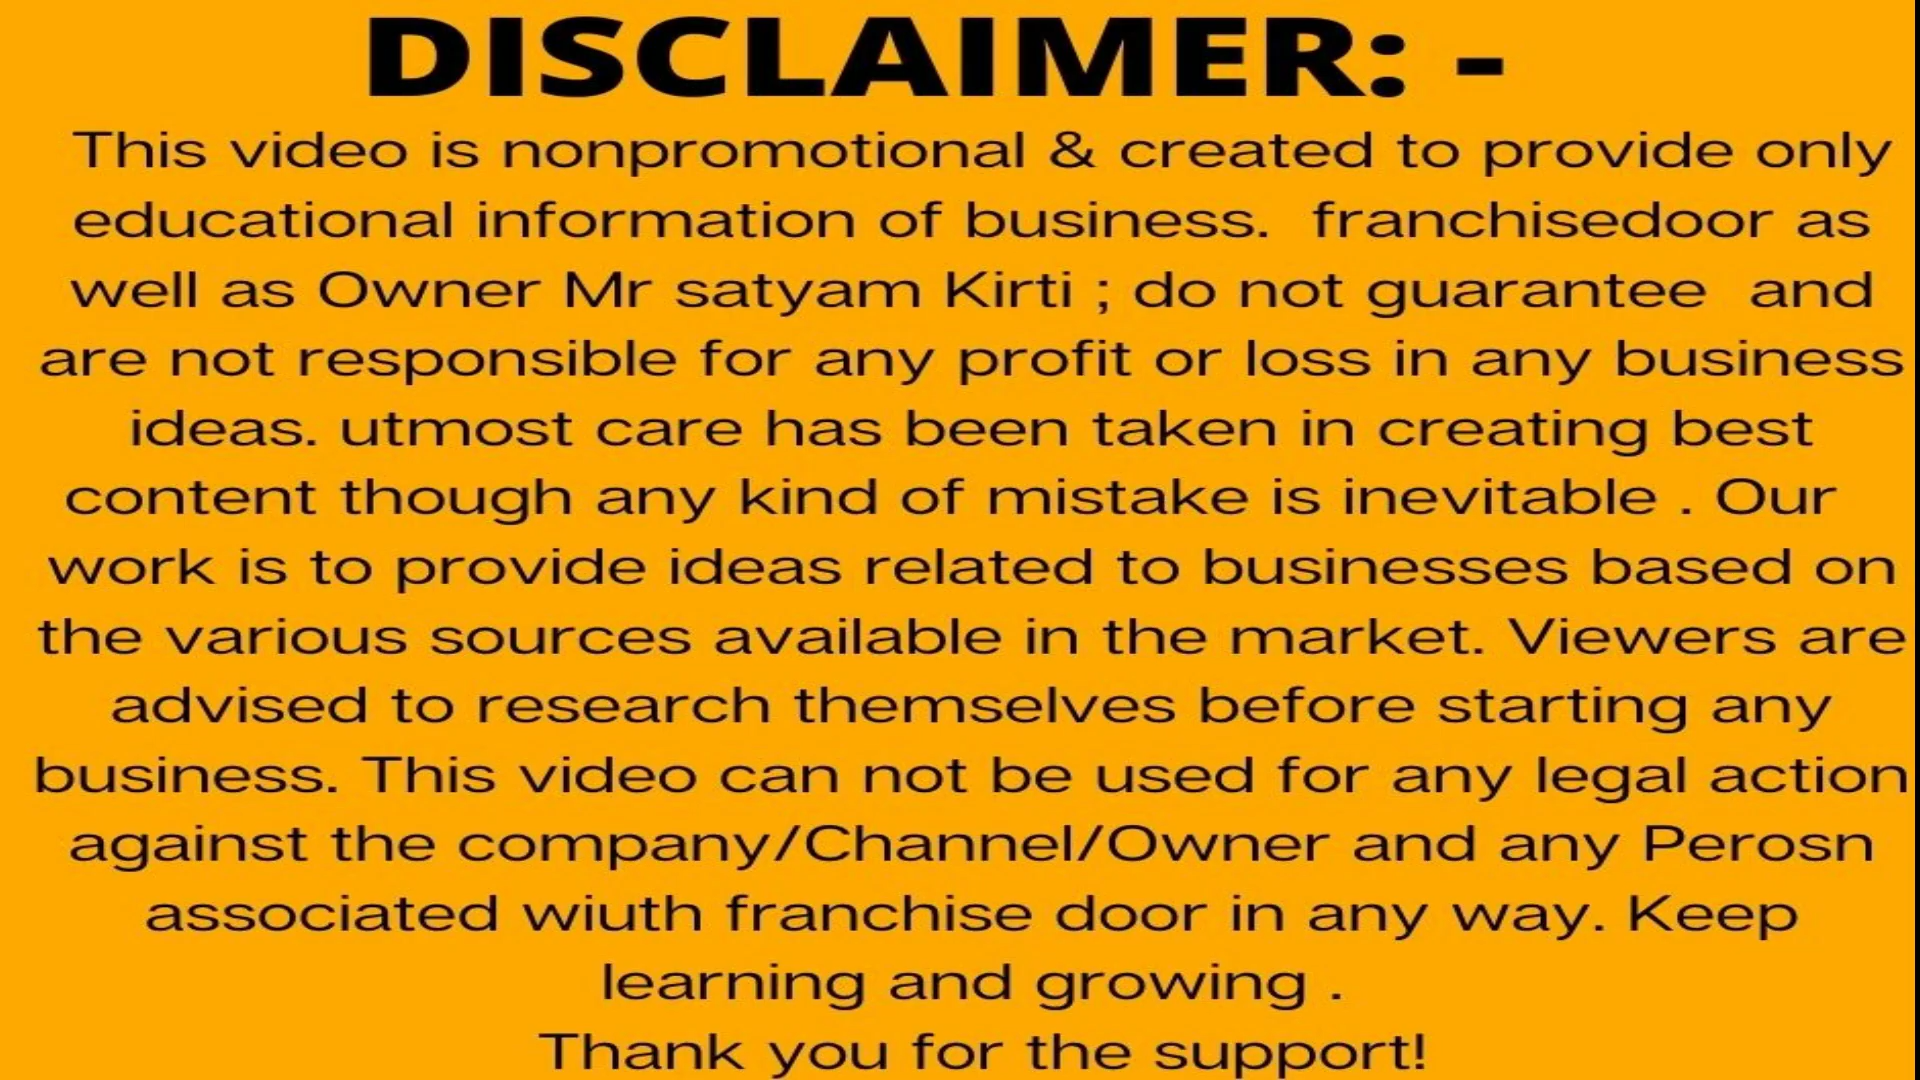 DISCLAIMER: -
This video is nonpromotional & created to provide only
educational information of business. franchisedoor as
well as Owner Mr satyam Kirti ; do not guarantee and
are not responsible for any profit or loss in any business
ideas. utmost care has been taken in creating best
content though any kind of mistake is inevitable . Our
work is to provide ideas related to businesses based on
the various sources available in the market. Viewers are
advised to research themselves before starting any
business. This video can not be used for any legal action
against the company/Channel/Owner and any Perosn
associated wiuth franchise door in any way. Keep
learning and growing .
Thank you for the support!